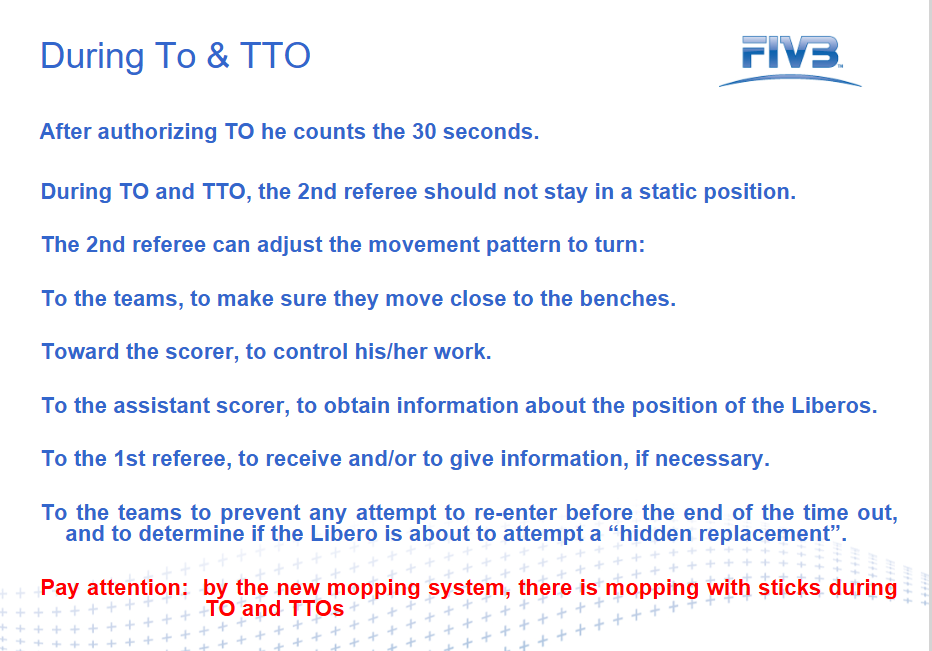 During To & TTO
FIVB™
After authorizing TO he counts the 30 seconds.
During TO and TTO, the 2nd referee should not stay in a static position.
The 2nd referee can adjust the movement pattern to turn:
To the teams, to make sure they move close to the benches.
Toward the scorer, to control his/her work.
To the assistant scorer, to obtain information about the position of the Liberos.
To the 1st referee, to receive and/or to give information, if necessary.
To the teams to prevent any attempt to re-enter before the end of the time out,
and to determine if the Libero is about to attempt a “hidden replacement”.
Pay attention: by the new mopping system, there is mopping with sticks during
TO and TTOs